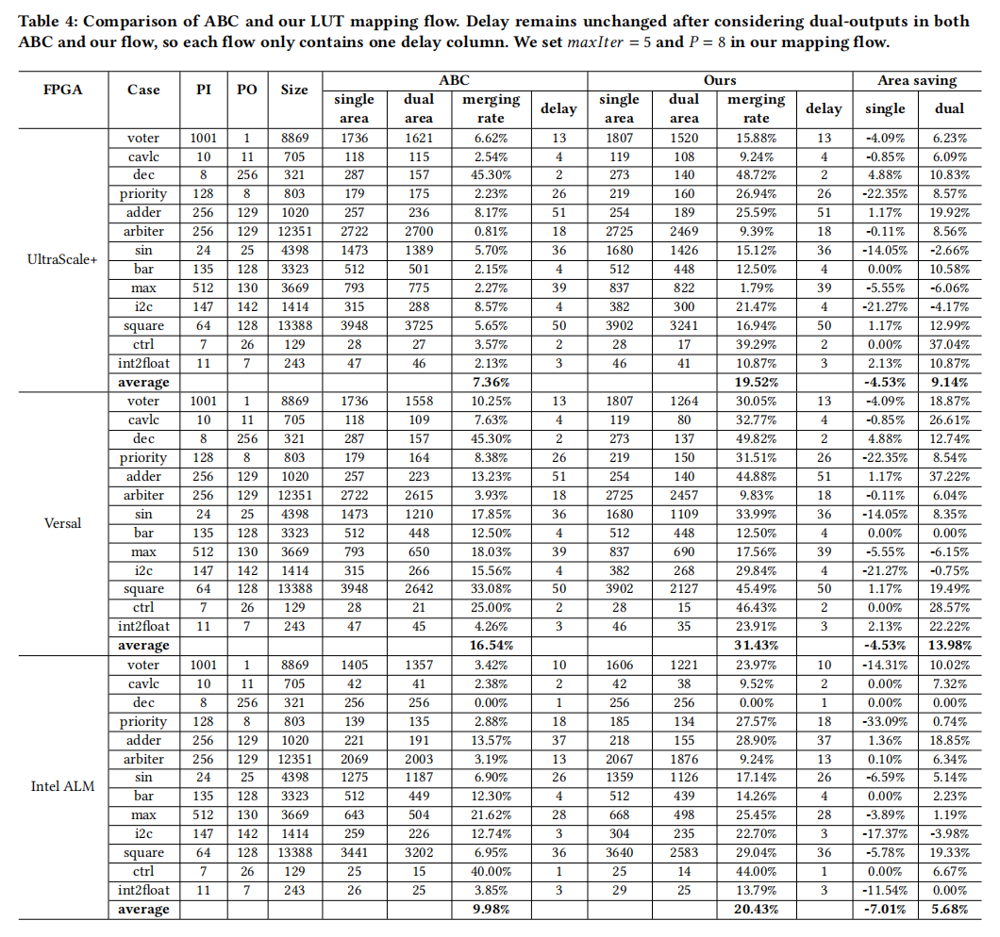 Table 4: Comparison of ABC and our LUT mapping flow. Delay remains unchanged after considering dual-outputs in both
ABC and our flow, so each flow only contains one delay column. We set maxIter = 5 and P = 8 in our mapping flow.
FPGA Case PI PO Size ABC Ours Area saving
single area dual area merging rate delay single area dual area merging rate delay single dual
UltraScale+
voter 1001 1 8869 1736 1621 6.62% 13 1807 1520 15.88% 13 -4.09% 6.23%
cavlc 10 11 705 118 115 2.54% 4 119 108 9.24% 4 -0.85% 6.09%
dec 8 256 321 287 157 45.30% 2 273 140 48.72% 2 4.88% 10.83%
priority 128 8 803 179 175 2.23% 26 219 160 26.94% 26 -22.35% 8.57%
adder 256 129 1020 257 236 8.17% 51 254 189 25.59% 51 1.17% 19.92%
arbiter 256 129 12351 2722 2700 0.81% 18 2725 2469 9.39% 18 -0.11% 8.56%
sin 24 25 4398 1473 1389 5.70% 36 1680 1426 15.12% 36 -14.05% -2.66%
bar 135 128 3323 512 501 2.15% 4 512 448 12.50% 4 0.00% 10.58%
max 512 130 3669 793 775 2.27% 39 837 822 1.79% 39 -5.55% -6.06%
i2c 147 142 1414 315 288 8.57% 4 382 300 21.47% 4 -21.27% -4.17%
square 64 128 13388 3948 3725 5.65% 50 3902 3241 16.94% 50 1.17% 12.99%
ctrl 7 26 129 28 27 3.57% 2 28 17 39.29% 2 0.00% 37.04%
int2float 11 7 243 47 46 2.13% 3 46 41 10.87% 3 2.13% 10.87%
average 7.36% 19.52% -4.53% 9.14%
Versal
voter 1001 1 8869 1736 1558 10.25% 13 1807 1264 30.05% 13 -4.09% 18.87%
cavlc 10 11 705 118 109 7.63% 4 119 80 32.77% 4 -0.85% 26.61%
dec 8 256 321 287 157 45.30% 2 273 137 49.82% 2 4.88% 12.74%
priority 128 8 803 179 164 8.38% 26 219 150 31.51% 26 -22.35% 8.54%
adder 256 129 1020 257 223 13.23% 51 254 140 44.88% 51 1.17% 37.22%
arbiter 256 129 12351 2722 2615 3.93% 18 2725 2457 9.83% 18 -0.11% 6.04%
sin 24 25 4398 1473 1210 17.85% 36 1680 1109 33.99% 36 -14.05% 8.35%
bar 135 128 3323 512 448 12.50% 4 512 448 12.50% 4 0.00% 0.00%
max 512 130 3669 793 650 18.03% 39 837 690 17.56% 39 -5.55% -6.15%
i2c 147 142 1414 315 266 15.56% 4 382 268 29.84% 4 -21.27% -0.75%
square 64 128 13388 3948 2642 33.08% 50 3902 2127 45.49% 50 1.17% 19.49%
ctrl 7 26 129 28 21 25.00% 2 28 15 46.43% 2 0.00% 28.57%
int2float 11 7 243 47 45 4.26% 3 46 35 23.91% 3 2.13% 22.22%
average 16.54% 31.43% -4.53% 13.98%
Intel ALM
voter 1001 1 8869 1405 1357 3.42% 10 1606 1221 23.97% 10 -14.31% 10.02%
cavlc 10 11 705 42 41 2.38% 2 42 38 9.52% 2 0.00% 7.32%
dec 8 256 321 256 256 0.00% 1 256 256 0.00% 1 0.00% 0.00%
priority 128 8 803 139 135 2.88% 18 185 134 27.57% 18 -33.09% 0.74%
adder 256 129 1020 221 191 13.57% 37 218 155 28.90% 37 1.36% 18.85%
arbiter 256 129 12351 2069 2003 3.19% 13 2067 1876 9.24% 13 0.10% 6.34%
sin 24 25 4398 1275 1187 6.90% 26 1359 1126 17.14% 26 -6.59% 5.14%
bar 135 128 3323 512 449 12.30% 4 512 439 14.26% 4 0.00% 2.23%
max 512 130 3669 643 504 21.62% 28 668 498 25.45% 28 -3.89% 1.19%
i2c 147 142 1414 259 226 12.74% 3 304 235 22.70% 3 -17.37% -3.98%
square 64 128 13388 3441 3202 6.95% 36 3640 2583 29.04% 36 -5.78% 19.33%
ctrl 7 26 129 25 15 40.00% 1 25 14 44.00% 1 0.00% 6.67%
int2float 11 7 243 26 25 3.85% 3 29 25 13.79% 3 -11.54% 0.00%
average 9.98% 20.43% -7.01% 5.68%